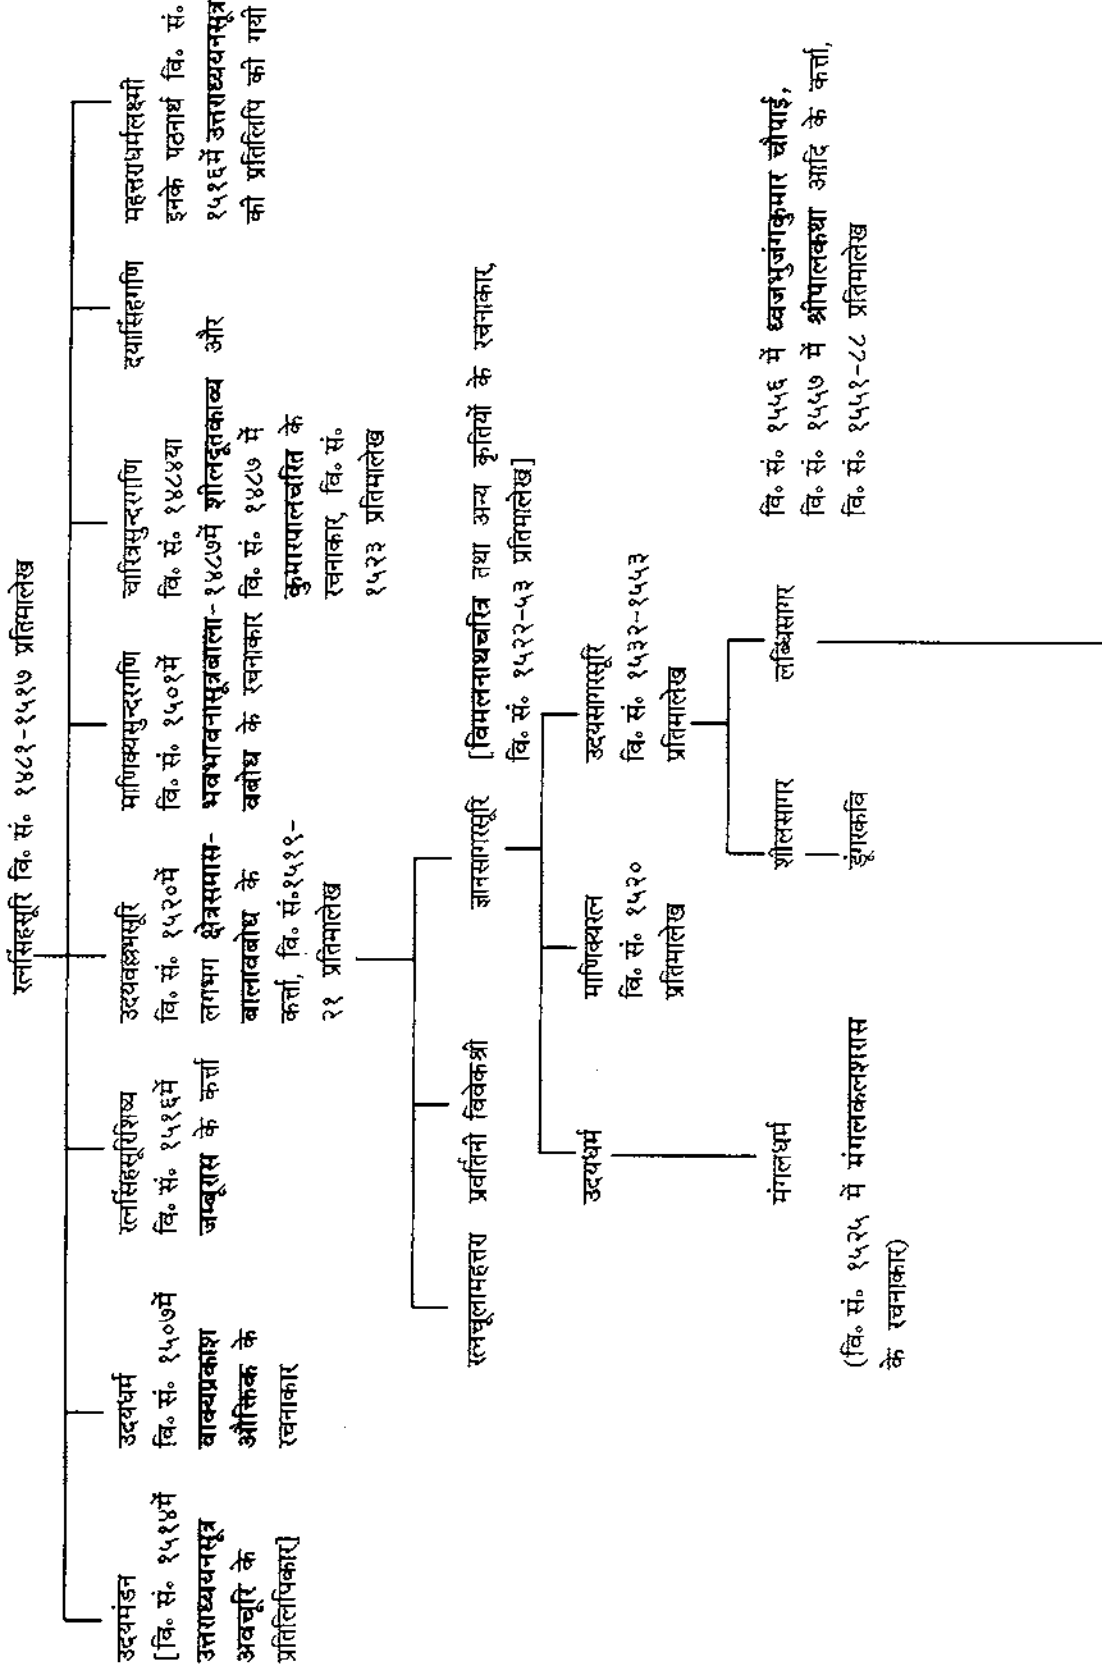 रत्नसिंहसूरि वि० सं० १४८१-१५१७ प्रतिमालेख
उदयमंडन
[वि० सं० १५१४में
उत्तराध्ययनसूत्र
अवचूरि के
प्रतिलिपिकार]
उदयधर्म
वि० सं० १५०७में
वाक्यप्रकाश
औक्तिक के
रचनाकार
रत्नसिंहसूरिशिष्य
वि० सं० १५१६में
जम्बूरास के कर्त्ता
उदयवल्लभसूरि
वि० सं० १५२०में
लगभग क्षेत्रसमास-
बालावबोध के
कर्त्ता, वि० सं०१५१९-
२१ प्रतिमालेख
माणिक्यसुन्दरगणि
वि० सं० १५०१में
भवभावनासूत्रबाला-
वबोध के रचनाकार
चारित्रसुन्दरगणि
वि० सं० १४८४या
१४८७में शीलदूतकाव्य और
वि० सं० १४८७ में
कुमारपालचरित के
रचनाकार, वि० सं०
१५२३ प्रतिमालेख
दयासिंहगणि
महत्तराधर्मलक्ष्मी
इनके पठनार्थ वि० सं०
१५१६में उत्तराध्ययनसूत्र
की प्रतिलिपि की गयी
रत्नचूलामहत्तरा
प्रवर्तिनी विवेकश्री
ज्ञानसागरसूरि
[विमलनाथचरित्र तथा अन्य कृतियों के रचनाकार,
वि० सं० १५२२-५३ प्रतिमालेख]
उदयधर्म
माणिक्यरत्न
वि० सं० १५२०
प्रतिमालेख
उदयसागरसूरि
वि० सं० १५३२-१५५३
प्रतिमालेख
मंगलधर्म
(वि० सं० १५२५ में मंगलकलशरास
के रचनाकार)
शीलसागर
डूंगरकवि
लब्धिसागर
वि० सं० १५५६ में ध्वजभुजंगकुमार चौपाई,
वि० सं० १५५७ में श्रीपालकथा आदि के कर्त्ता,
वि० सं० १५५१-८८ प्रतिमालेख